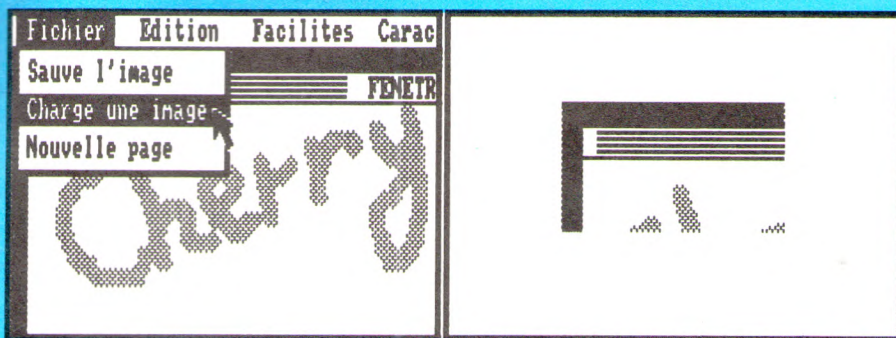 Fichier Edition Facilites Carac
Sauve l'image
FENETR
Charge une image
Nouvelle page
Cherry